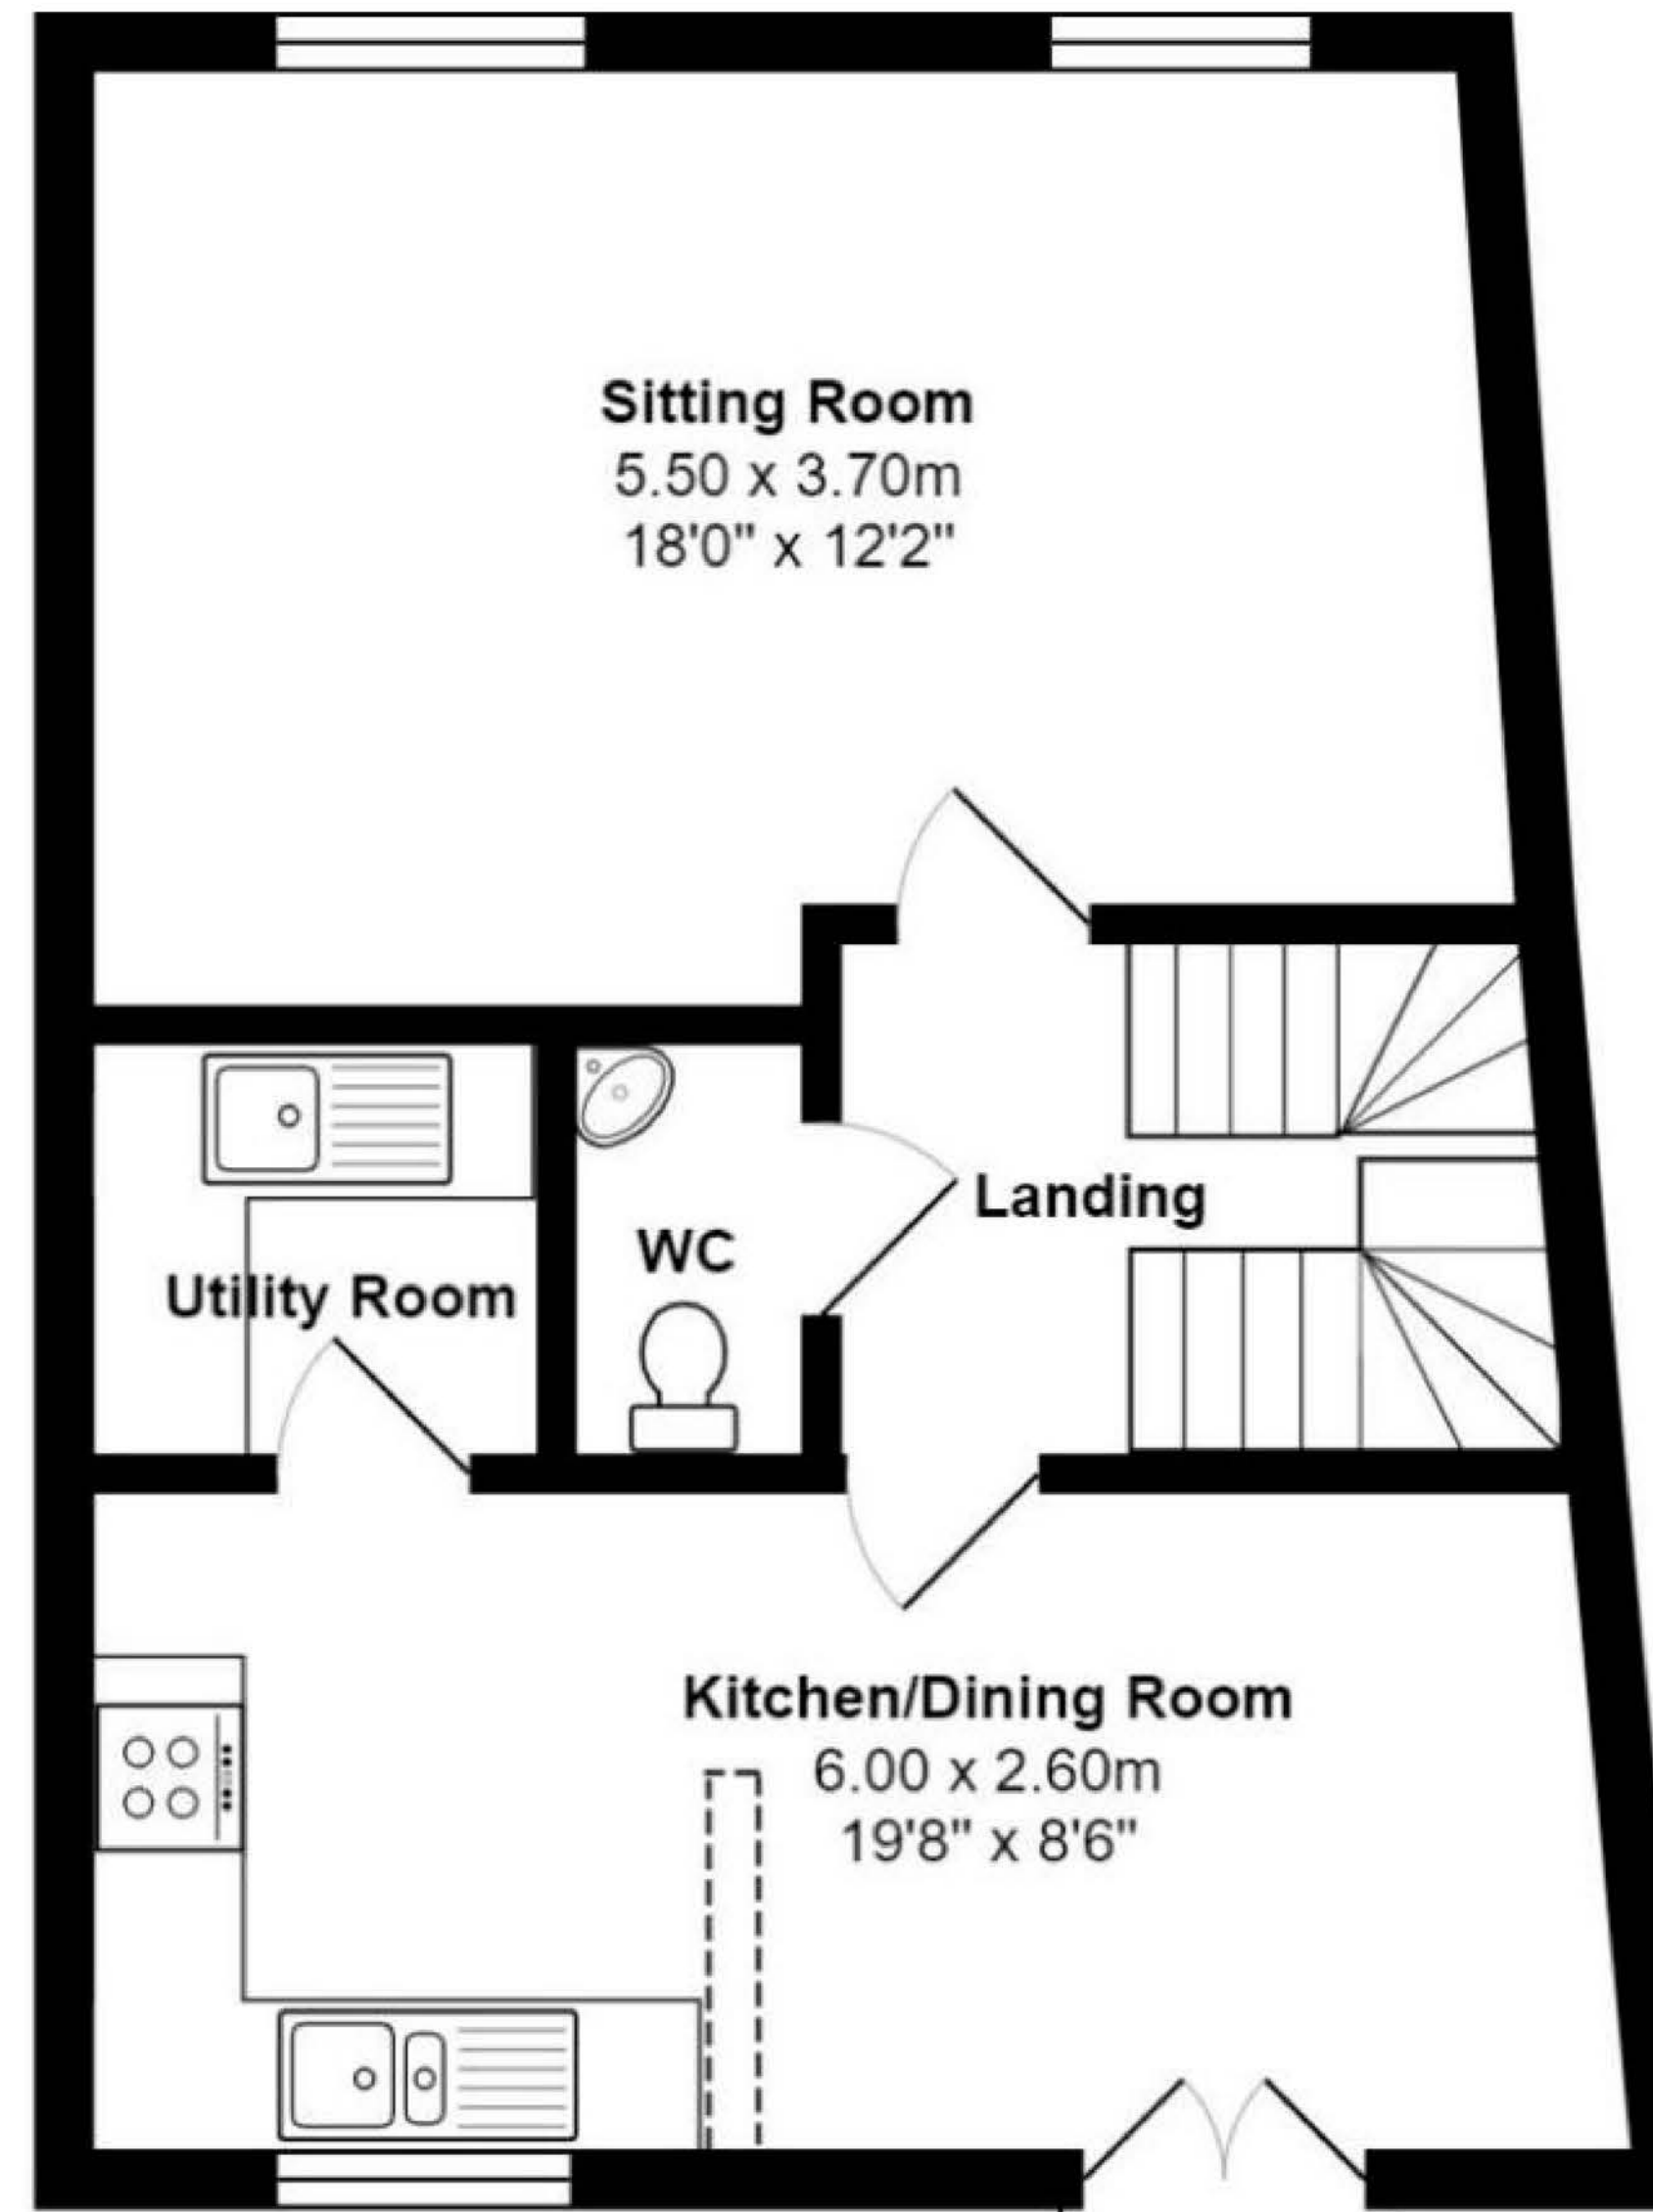 Sitting Room
5.50 x 3.70m
18'0" x 12'2"
Landing
WC
Utility Room
Kitchen/Dining Room
6.00 x 2.60m
19'8" x 8'6"